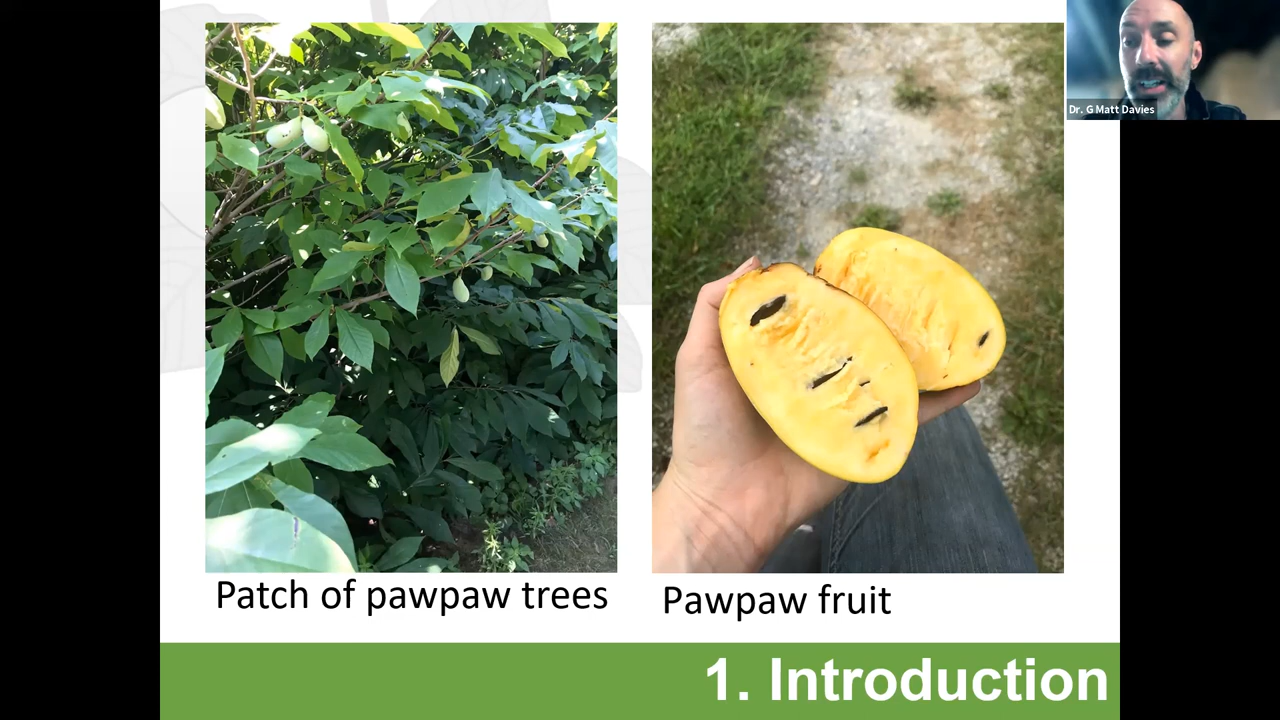 Dr. G Matt Davies
Patch of pawpaw trees
Pawpaw fruit
1. Introduction